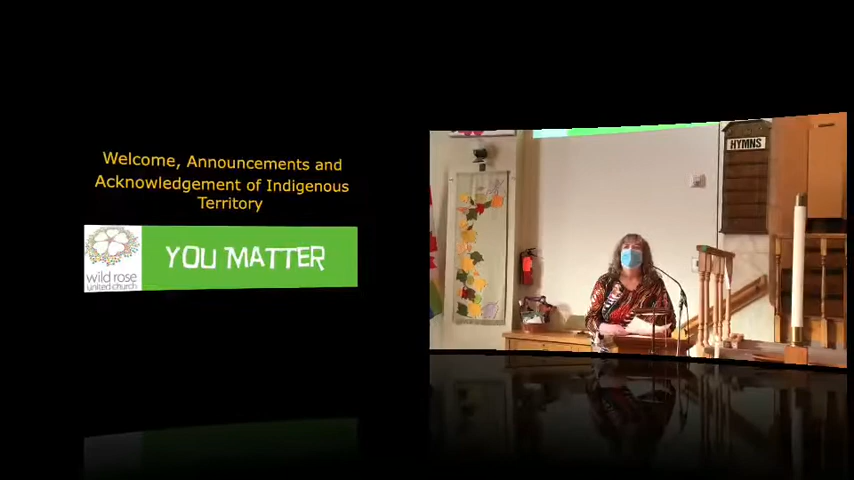 Welcome, Announcements and
Acknowledgement of Indigenous
Territory
YOU MATTER
wild rose
united church
HYMNS